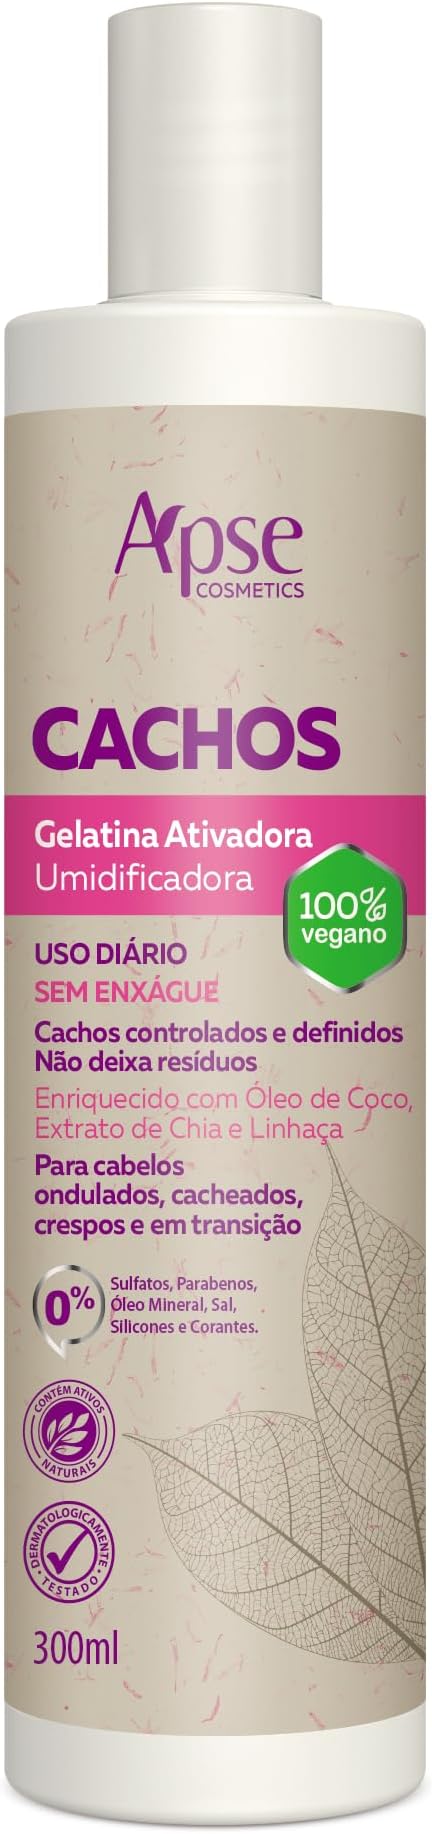 Apse
COSMETICS
CACHOS
Gelatina Ativadora
Umidificadora
100%
vegano
USO DIÁRIO
SEM ENXÁGUE
Cachos controlados e definidos
Não deixa resíduos
Enriquecido com Óleo de Coco,
Extrato de Chia e Linhaça
Para cabelos
ondulados, cacheados,
crespos e em transição
0%
Sulfatos, Parabenos,
Óleo Mineral, Sal,
Silicones e Corantes.
CONTÉM ATIVOS
NATURAIS
DERMATOLOGICAMENTE
TESTADO
300ml